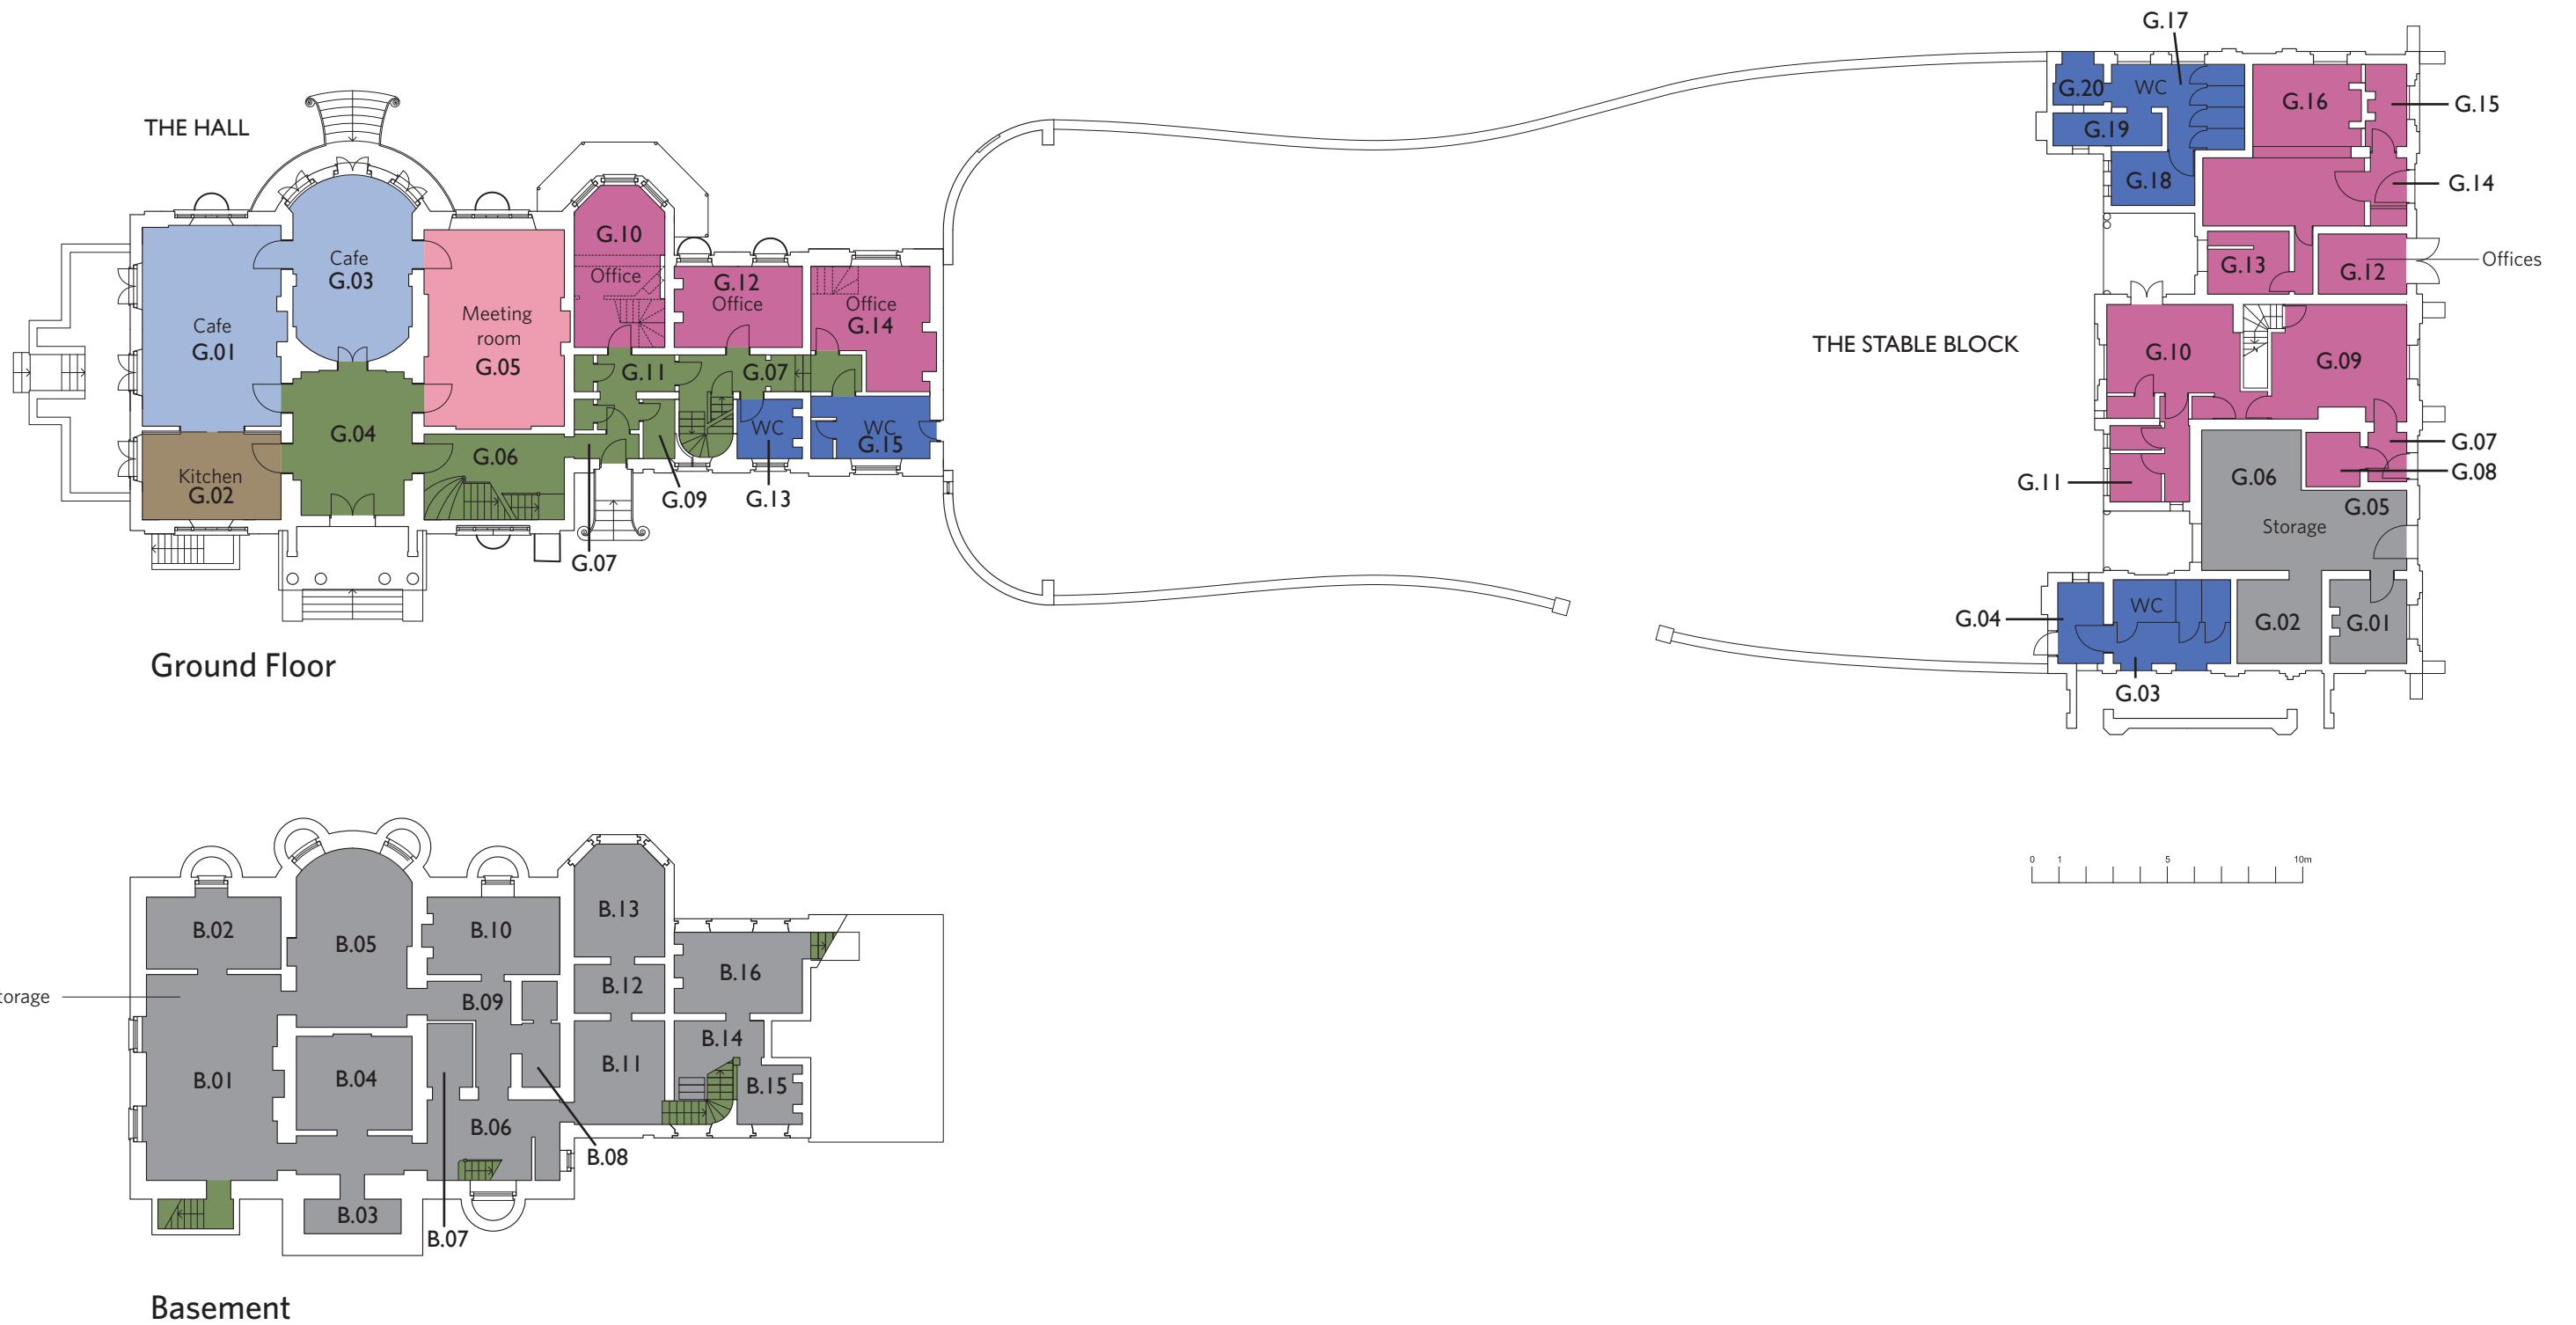 G.17
THE HALL
G.20
WC
G.16
G.15
G.19
G.18
G.14
G.10
Office
Cafe
G.03
G.12
Office
Office
G.14
G.13
G.12
Offices
Cafe
G.01
Meeting
room
G.05
THE STABLE BLOCK
G.10
G.09
G.11
G.07
G.04
G.06
Kitchen
G.02
WC
WC
G.15
G.09
G.13
G.07
G.07
G.08
G.11
G.06
G.05
Storage
G.04
WC
G.02
G.01
G.03
Ground Floor
0 1 5 10m
B.02
B.05
B.10
B.13
B.16
B.12
torage
B.09
B.14
B.11
B.01
B.04
B.15
B.06
B.08
B.03
B.07
Basement